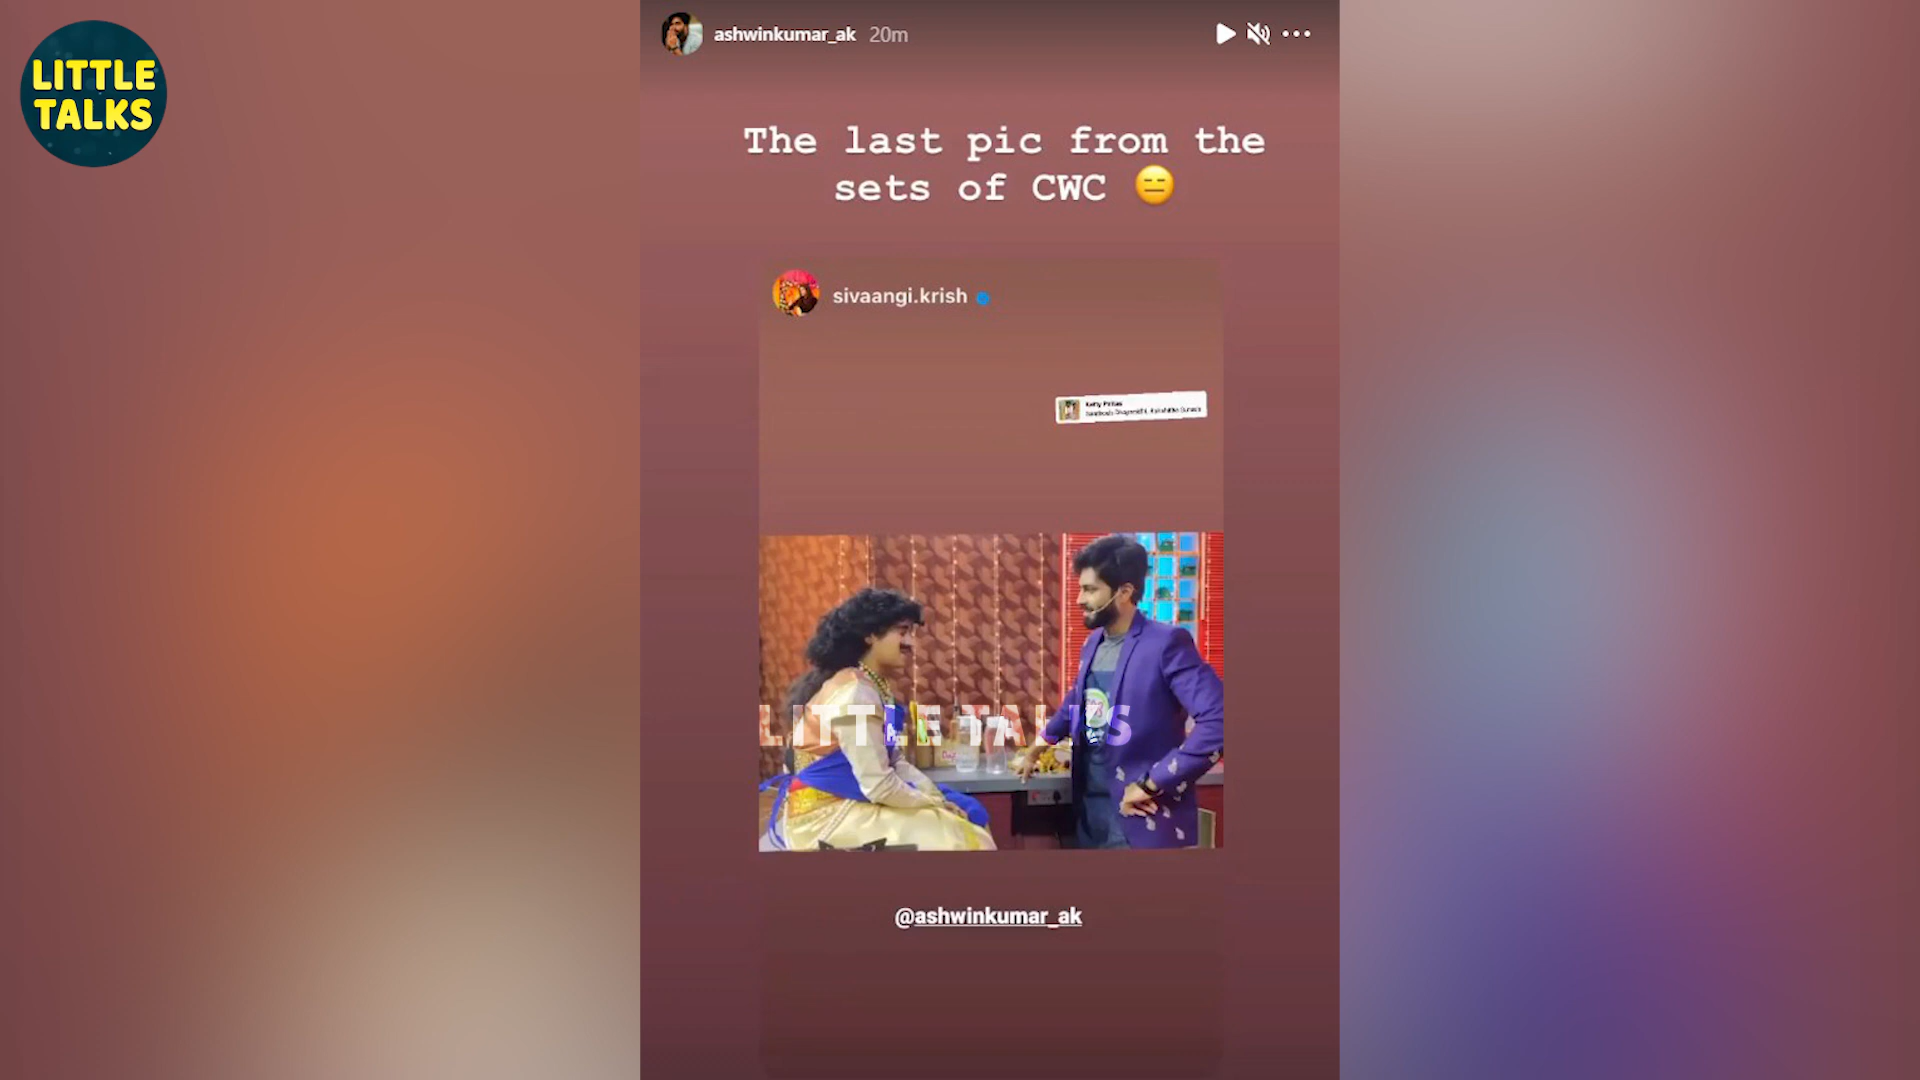 LITTLE
TALKS
ashwinkumar_ak 20m
The last pic from the
sets of CWC
sivaangi.krish
LITTLE TALKS
@ashwinkumar_ak